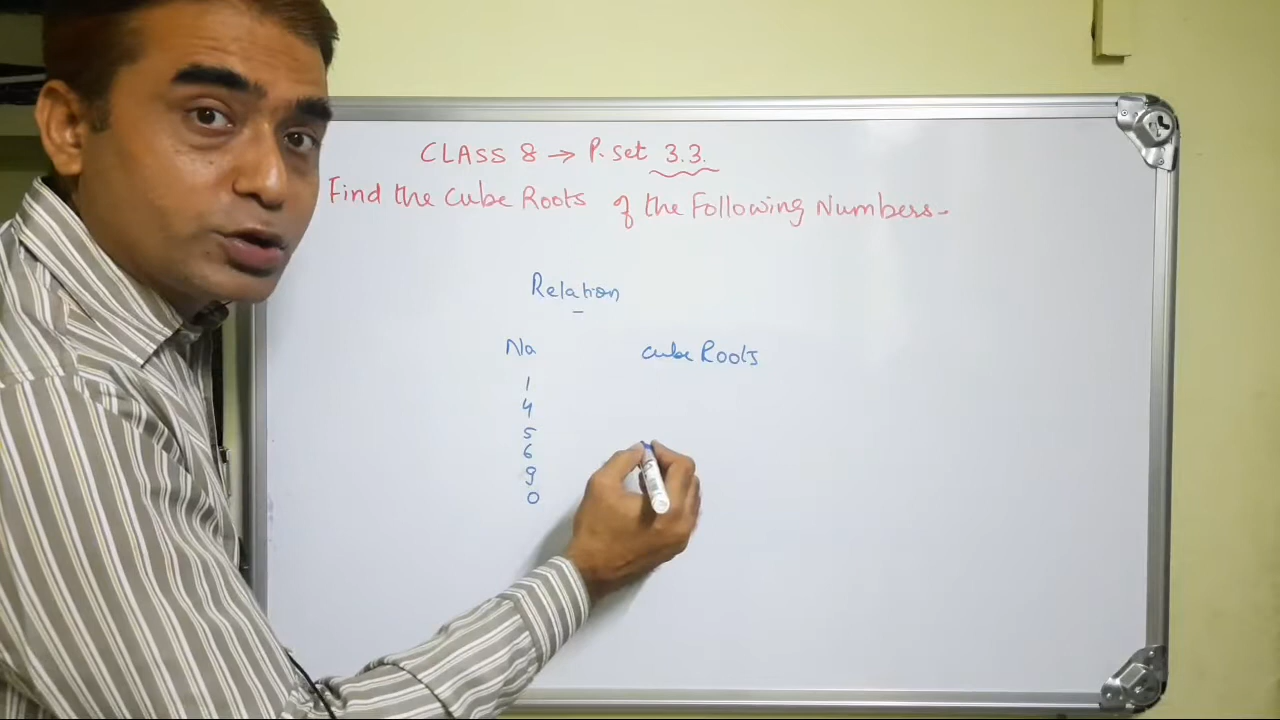 CLASS 8 → P. Set 3.3.
Find the Cube Roots of the Following Numbers.
Relation
No cube Roots
1
4
5
6
9
0